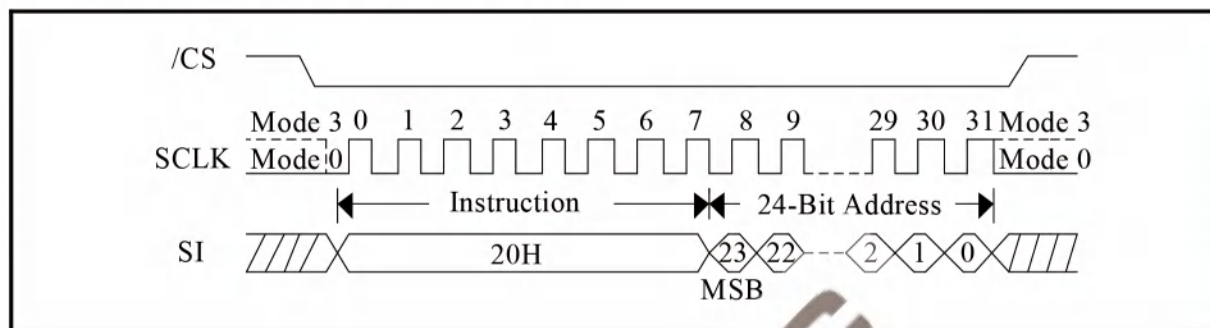 /CS
Mode 3 0 1 2 3 4 5 6 7 8 9 29 30 31 Mode 3
SCLK Mode 0 Mode 0
Instruction 24-Bit Address
SI 20H 23 22 2 1 0
MSB